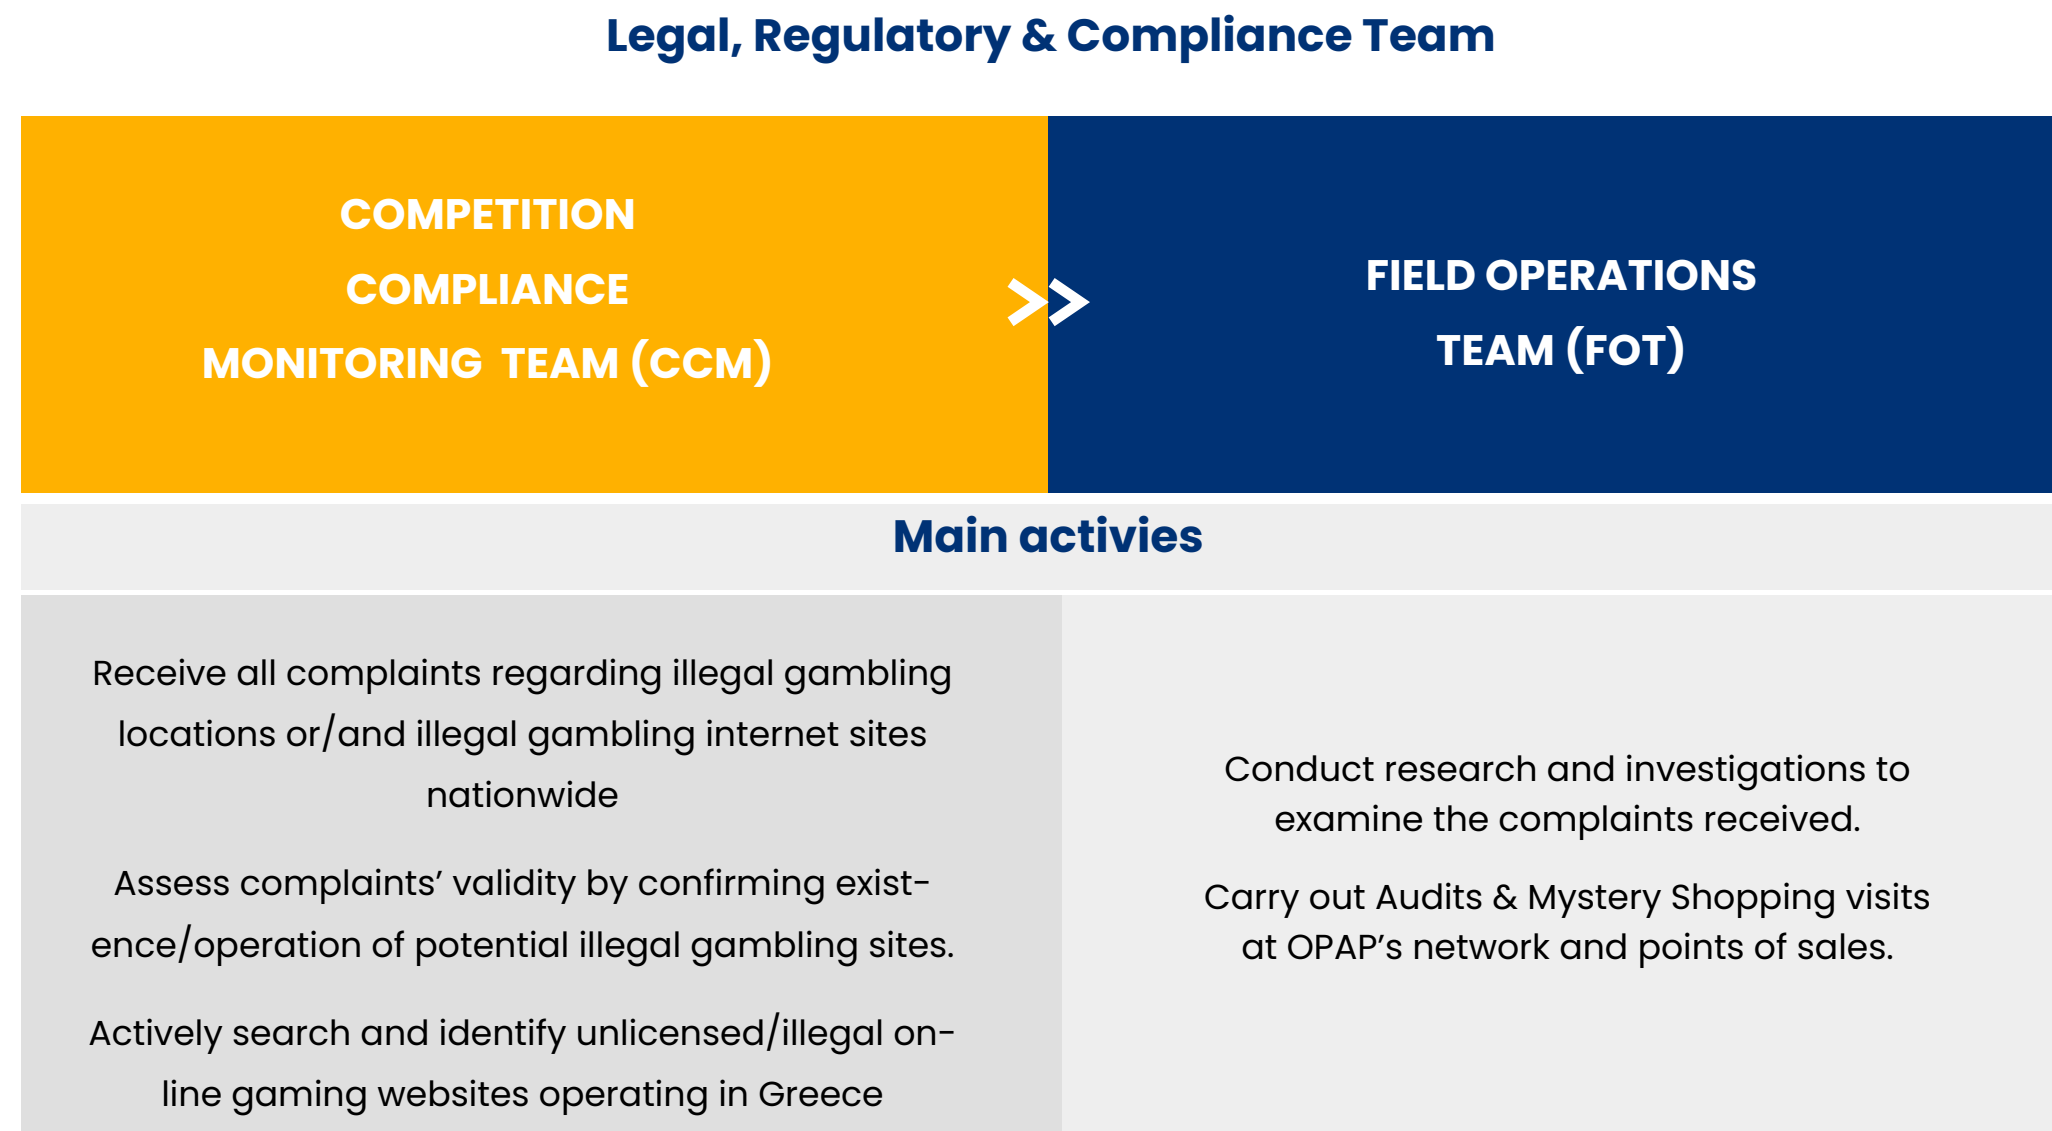 Legal, Regulatory & Compliance Team
COMPETITION
COMPLIANCE
MONITORING  TEAM (CCM)
FIELD OPERATIONS
TEAM (FOT)
Main activies
Receive all complaints regarding illegal gambling
locations or/and illegal gambling internet sites
nationwide
Assess complaints’ validity by confirming exist-
ence/operation of potential illegal gambling sites.
Actively search and identify unlicensed/illegal on-
line gaming websites operating in Greece
Conduct research and investigations to
examine the complaints received.
Carry out Audits & Mystery Shopping visits
at OPAP’s network and points of sales.